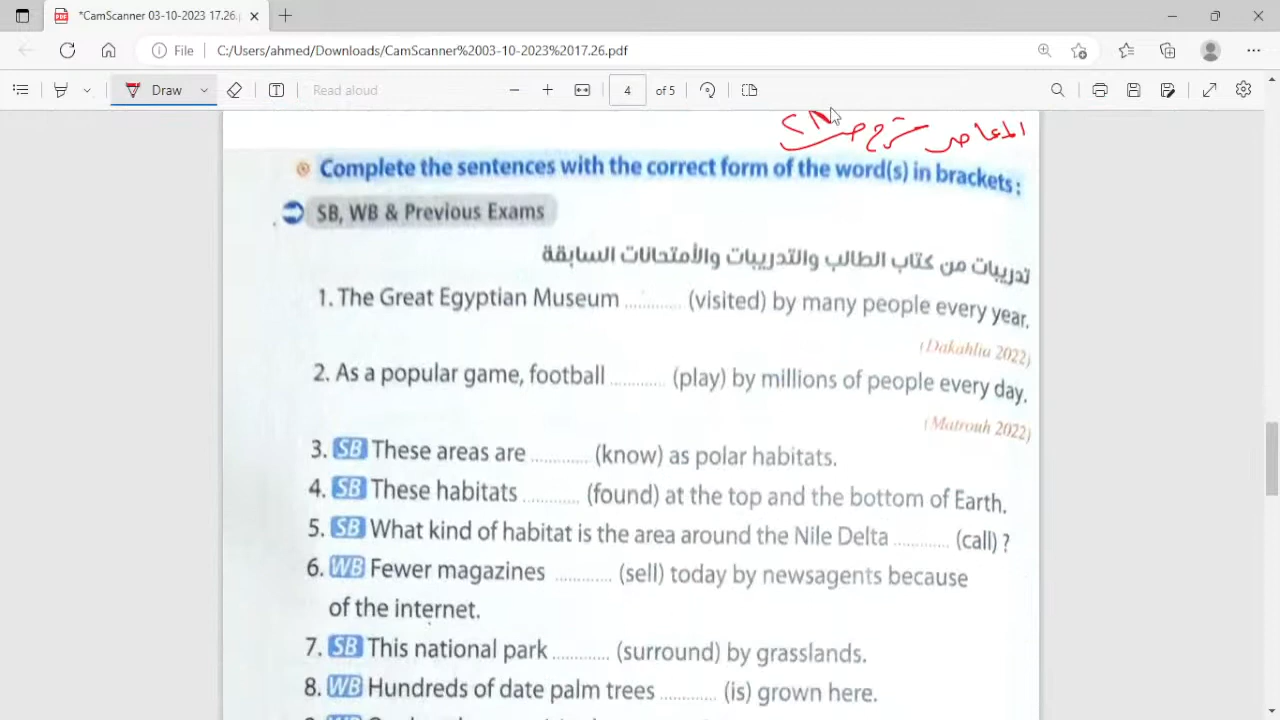 *CamScanner 03-10-2023 17.26.
File C:/Users/ahmed/Downloads/CamScanner%2003-10-2023%2017.26.pdf
Draw Read aloud 4 of 5
Complete the sentences with the correct form of the word(s) in brackets:
SB, WB & Previous Exams
تدريبات من كتاب الطالب والتدريبات والأمتحانات السابقة
1. The Great Egyptian Museum ........... (visited) by many people every year.
(Dakahlia 2022)
2. As a popular game, football ........... (play) by millions of people every day.
(Matrouh 2022)
3. SB These areas are ........... (know) as polar habitats.
4. SB These habitats ........... (found) at the top and the bottom of Earth.
5. SB What kind of habitat is the area around the Nile Delta ........... (call) ?
6. WB Fewer magazines ........... (sell) today by newsagents because
of the internet.
7. SB This national park ........... (surround) by grasslands.
8. WB Hundreds of date palm trees ........... (is) grown here.